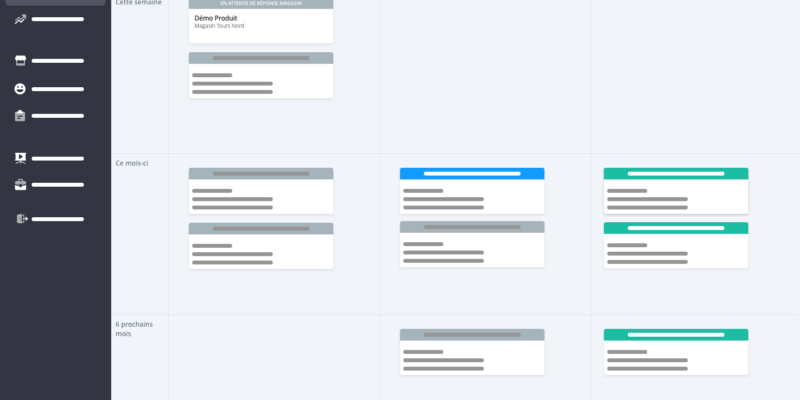 Cette semaine
EN ATTENTE DE RÉPONSE MAGASIN
Démo Produit
Magasin Tours Nord
Ce mois-ci
6 prochains
mois